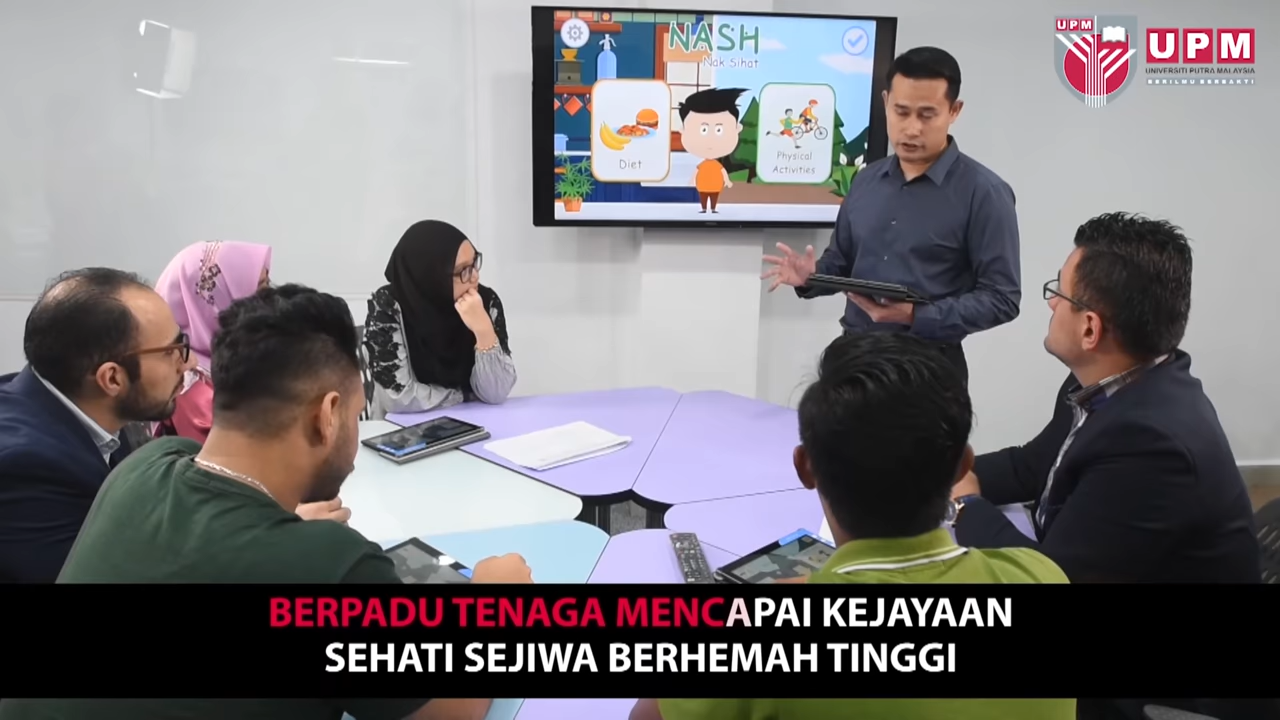 NASH
Nak Sihat
Diet
Physical
Activities
UPM
UPM
UNIVERSITI PUTRA MALAYSIA
BERILMU BERBAKTI
BERPADU TENAGA MENCAPAI KEJAYAAN
SEHATI SEJIWA BERHEMAH TINGGI